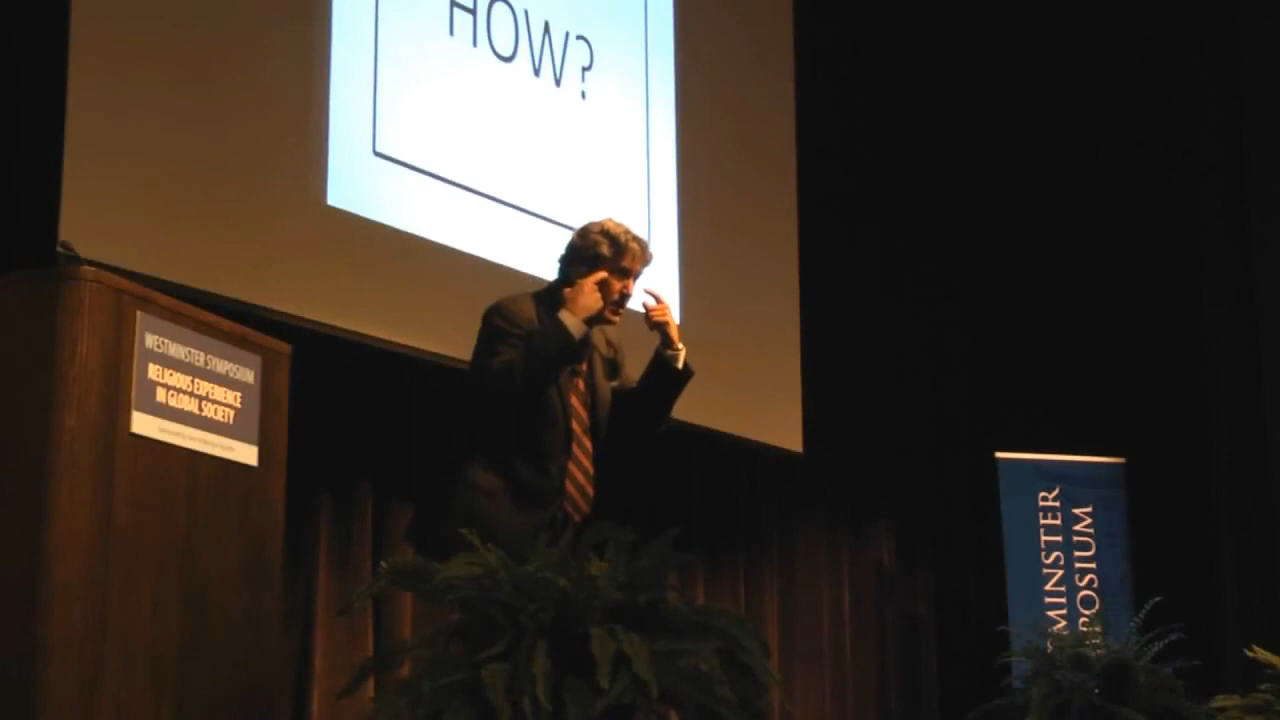 HOW?
WESTMINSTER SYMPOSIUM
RELIGIOUS EXPERIENCE
IN GLOBAL SOCIETY
MINSTER
POSIUM